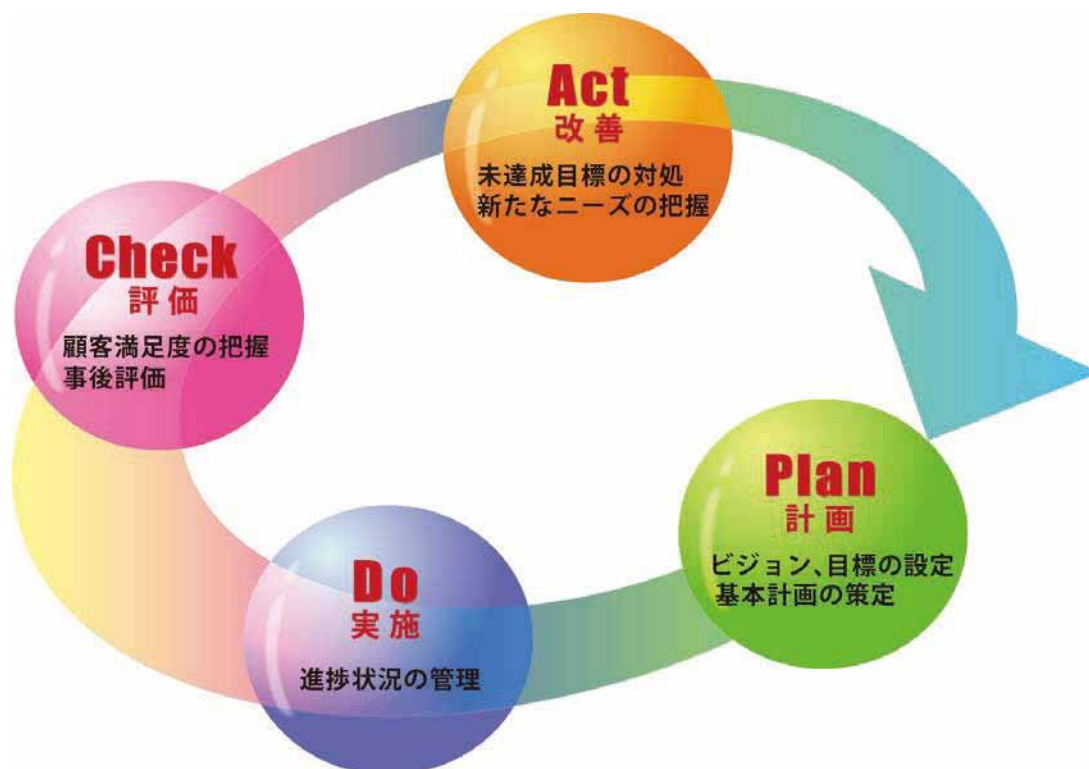 Act
改善
未達成目標の対処
新たなニーズの把握
Check
評価
顧客満足度の把握
事後評価
Plan
計画
ビジョン、目標の設定
基本計画の策定
Do
実施
進捗状況の管理